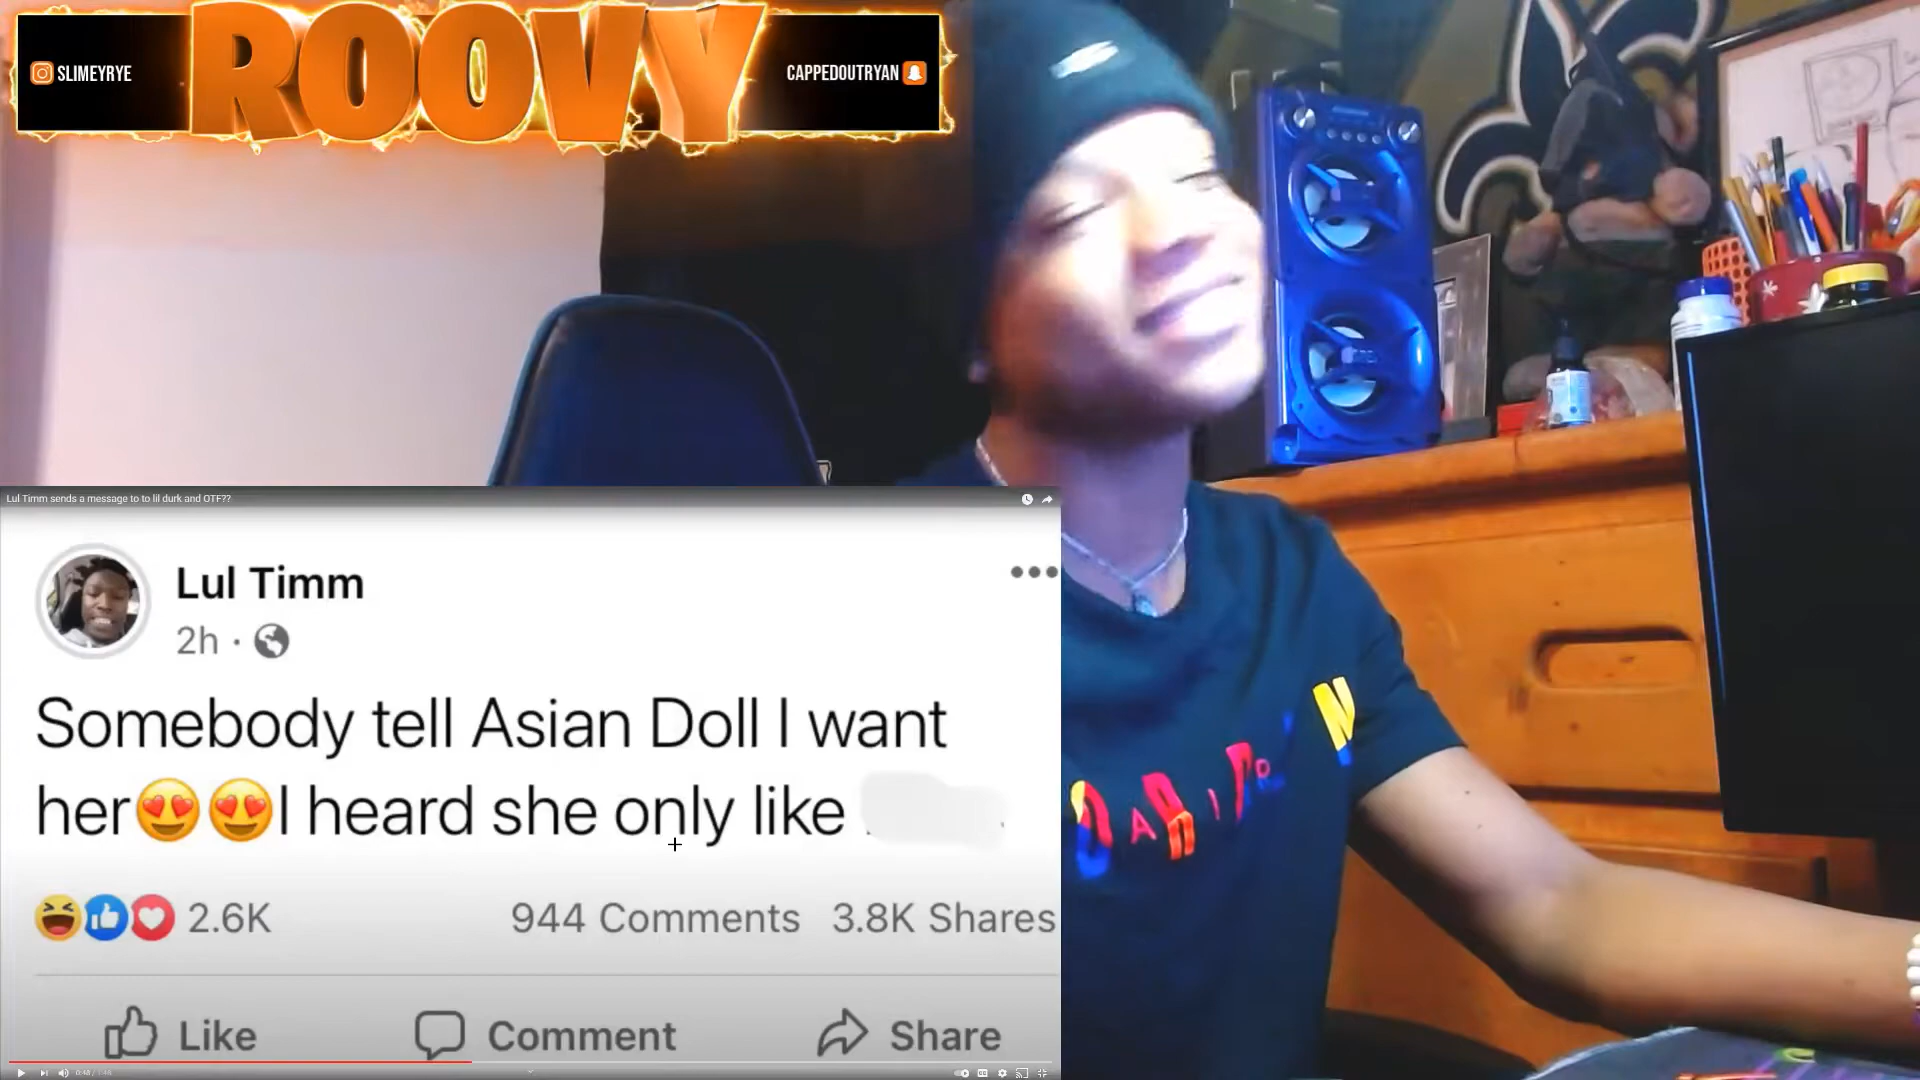 SLIMEYRYE
ROOVY
CAPPEDOUTRYAN
Lul Timm sends a message to to lil durk and OTF??
Lul Timm
2h ·
Somebody tell Asian Doll I want
her😍😍I heard she only like
2.6K
944 Comments 3.8K Shares
Like Comment Share